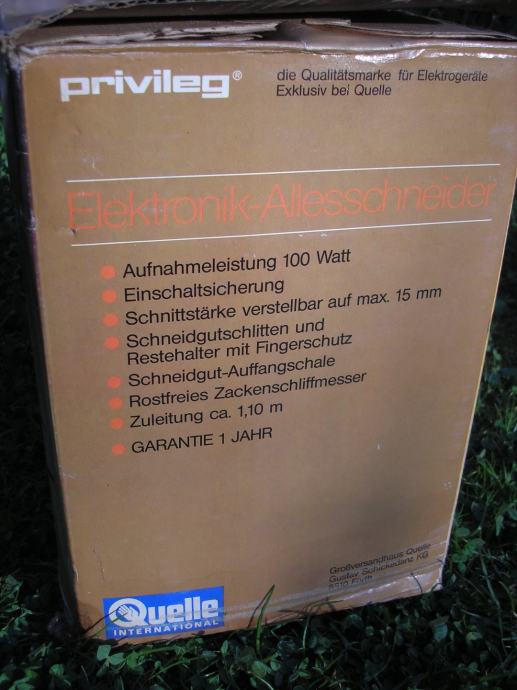 privileg®
die Qualitätsmarke für Elektrogeräte
Exklusiv bei Quelle
Elektronik-Allesschneider
Aufnahmeleistung 100 Watt
Einschaltsicherung
Schnittstärke verstellbar auf max. 15 mm
Schneidgutschlitten und
Restehalter mit Fingerschutz
Schneidgut-Auffangschale
Rostfreies Zackenschliffmesser
Zuleitung ca. 1,10 m
GARANTIE 1 JAHR
Großversandhaus Quelle
Gustav Schickedanz KG
8510 Fürth
Quelle
INTERNATIONAL